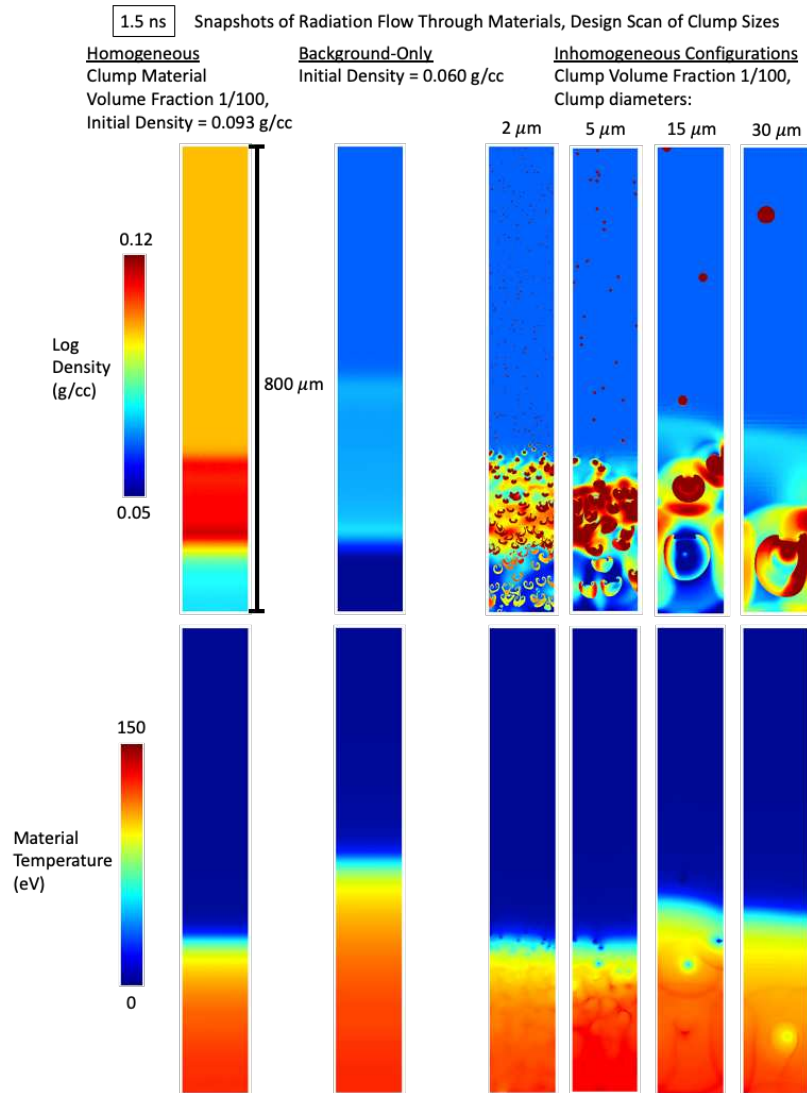 1.5 ns
Snapshots of Radiation Flow Through Materials, Design Scan of Clump Sizes
Homogeneous
Clump Material
Volume Fraction 1/100,
Initial Density = 0.093 g/cc
Background-Only
Initial Density = 0.060 g/cc
Inhomogeneous Configurations
Clump Volume Fraction 1/100,
Clump diameters:
2 μm
5 μm
15 μm
30 μm
0.12
Log
Density
(g/cc)
0.05
800 μm
150
Material
Temperature
(eV)
0